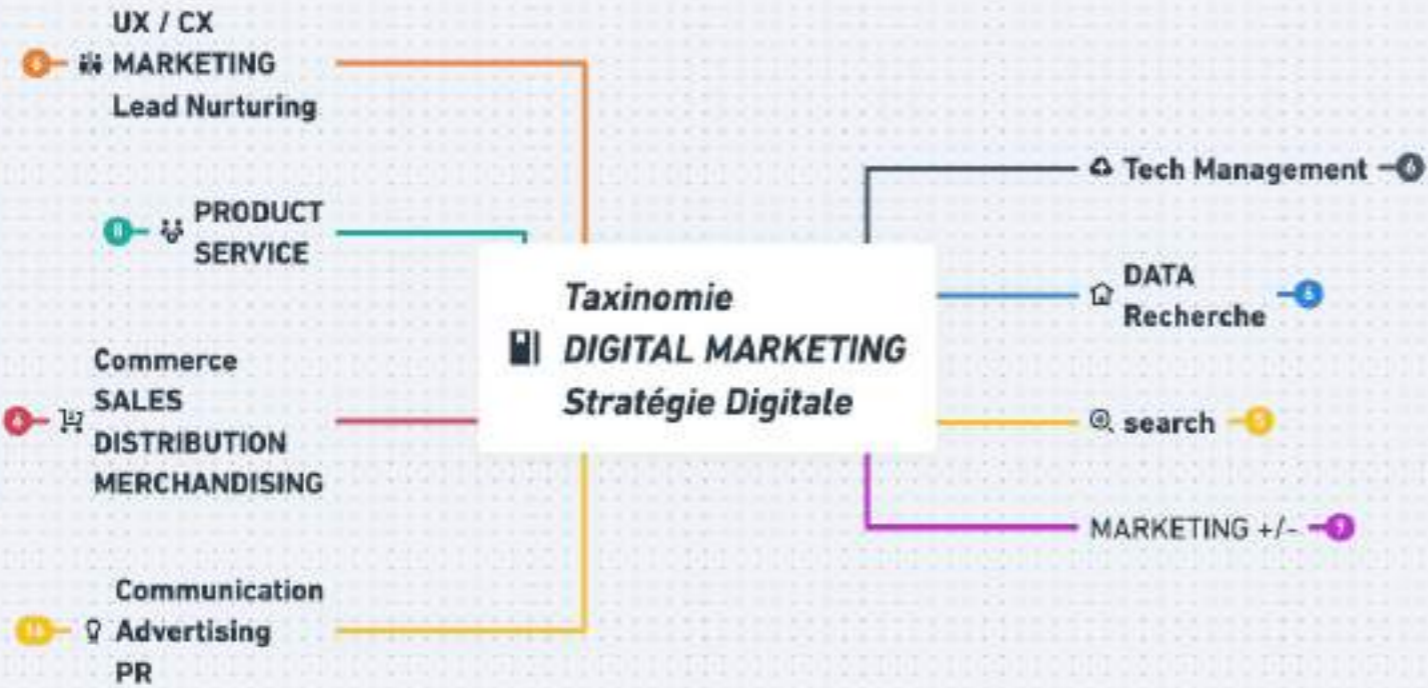 UX / CX
MARKETING
Lead Nurturing
PRODUCT
SERVICE
8
Commerce
SALES
DISTRIBUTION
MERCHANDISING
Communication
Advertising
PR
Taxinomie
DIGITAL MARKETING
Stratégie Digitale
Tech Management
DATA
Recherche
search
MARKETING +/-